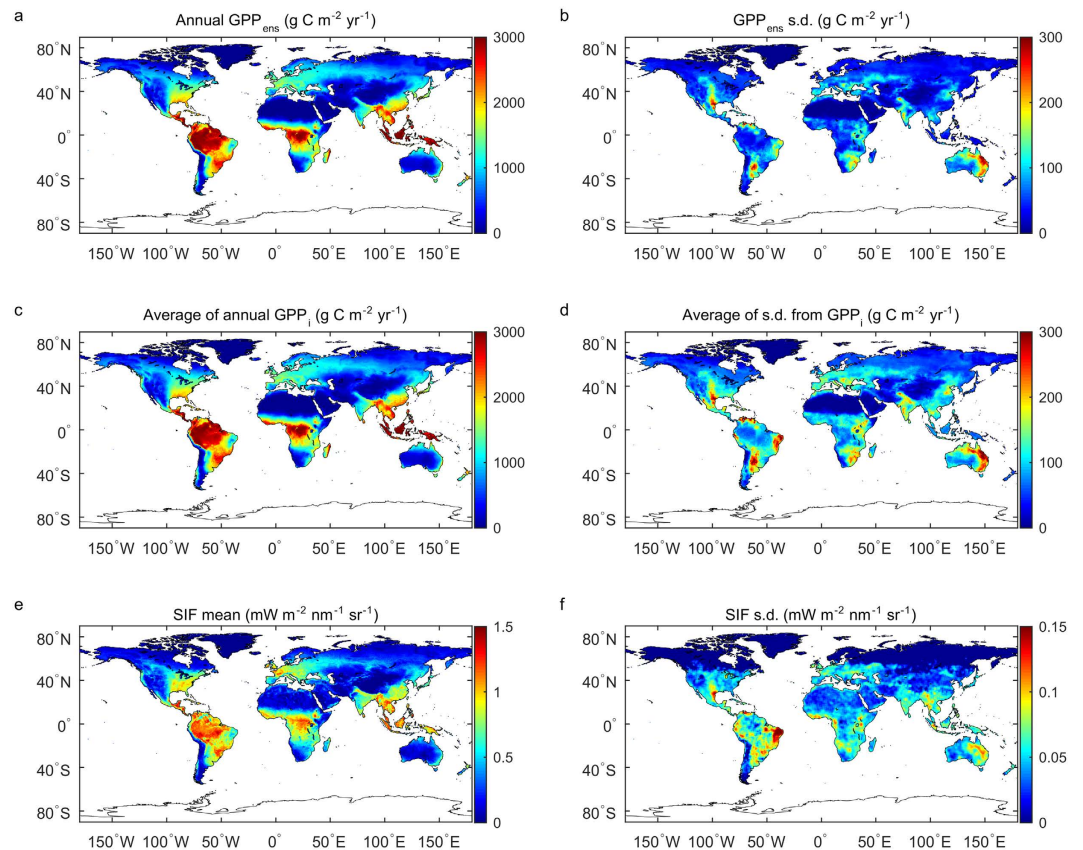 a
Annual GPPens (g C m-2 yr-1)
80°N
40°N
0°
40°S
80°S
150°W 100°W 50°W 0° 50°E 100°E 150°E
3000
2000
1000
0
b
GPPens s.d. (g C m-2 yr-1)
80°N
40°N
0°
40°S
80°S
150°W 100°W 50°W 0° 50°E 100°E 150°E
300
200
100
0
c
Average of annual GPPi (g C m-2 yr-1)
80°N
40°N
0°
40°S
80°S
150°W 100°W 50°W 0° 50°E 100°E 150°E
3000
2000
1000
0
d
Average of s.d. from GPPi (g C m-2 yr-1)
80°N
40°N
0°
40°S
80°S
150°W 100°W 50°W 0° 50°E 100°E 150°E
300
200
100
0
e
SIF mean (mW m-2 nm-1 sr-1)
80°N
40°N
0°
40°S
80°S
150°W 100°W 50°W 0° 50°E 100°E 150°E
1.5
1
0.5
0
f
SIF s.d. (mW m-2 nm-1 sr-1)
80°N
40°N
0°
40°S
80°S
150°W 100°W 50°W 0° 50°E 100°E 150°E
0.15
0.1
0.05
0